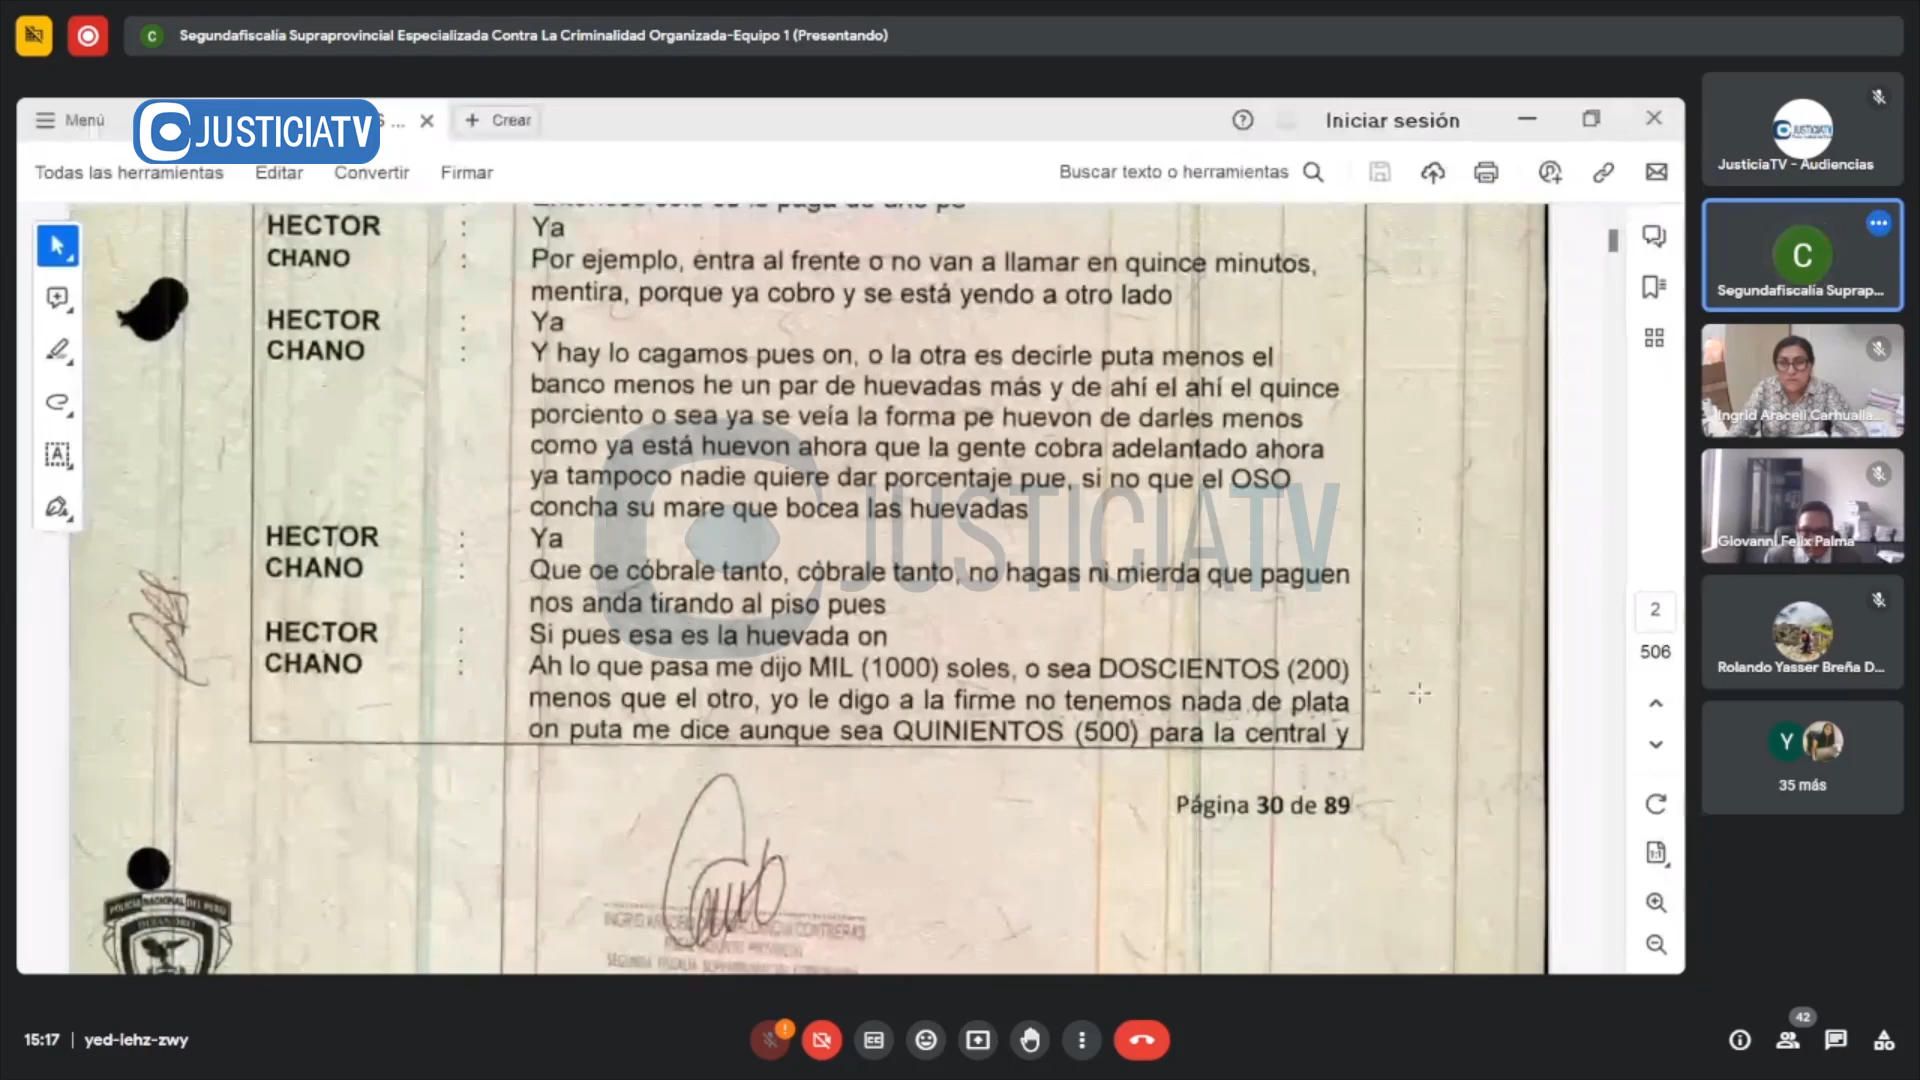 C Segundafiscalía Supraprovincial Especializada Contra La Criminalidad Organizada-Equipo 1 (Presentando)
Menú
JUSTICIATV
S ...
+ Crear
Iniciar sesión
Todas las herramientas Editar Convertir Firmar
Buscar texto o herramientas
HECTOR : Ya
CHANO : Por ejemplo, entra al frente o no van a llamar en quince minutos,
mentira, porque ya cobro y se está yendo a otro lado
HECTOR : Ya
CHANO : Y hay lo cagamos pues on, o la otra es decirle puta menos el
banco menos he un par de huevadas más y de ahí el ahí el quince
porciento o sea ya se veía la forma pe huevon de darles menos
como ya está huevon ahora que la gente cobra adelantado ahora
ya tampoco nadie quiere dar porcentaje pue, si no que el OSO
concha su mare que bocea las huevadas
HECTOR : Ya
CHANO : Que oe cóbrale tanto, cóbrale tanto, no hagas ni mierda que paguen
nos anda tirando al piso pues
HECTOR : Si pues esa es la huevada on
CHANO : Ah lo que pasa me dijo MIL (1000) soles, o sea DOSCIENTOS (200)
menos que el otro, yo le digo a la firme no tenemos nada de plata
on puta me dice aunque sea QUINIENTOS (500) para la central y
JUSTICIATV
Página 30 de 89
POLICIA NACIONAL DEL PERU
2
506
JUSTICIATV
JusticiaTV - Audiencias
C
Segundafiscalía Suprap...
Ingrid Araceli Carhualla...
Giovanni Felix Palma
Rolando Yasser Breña D...
Y
35 más
15:17 | yed-iehz-zwy
42